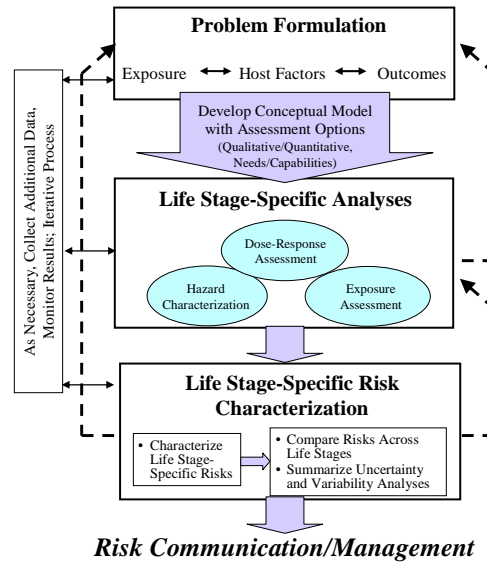 Problem Formulation
Exposure Host Factors Outcomes
Develop Conceptual Model
with Assessment Options
(Qualitative/Quantitative,
Needs/Capabilities)
As Necessary, Collect Additional Data,
Monitor Results; Iterative Process
Life Stage-Specific Analyses
Dose-Response
Assessment
Hazard
Characterization
Exposure
Assessment
Life Stage-Specific Risk
Characterization
• Characterize
Life Stage-
Specific Risks
• Compare Risks Across
Life Stages
• Summarize Uncertainty
and Variability Analyses
Risk Communication/Management